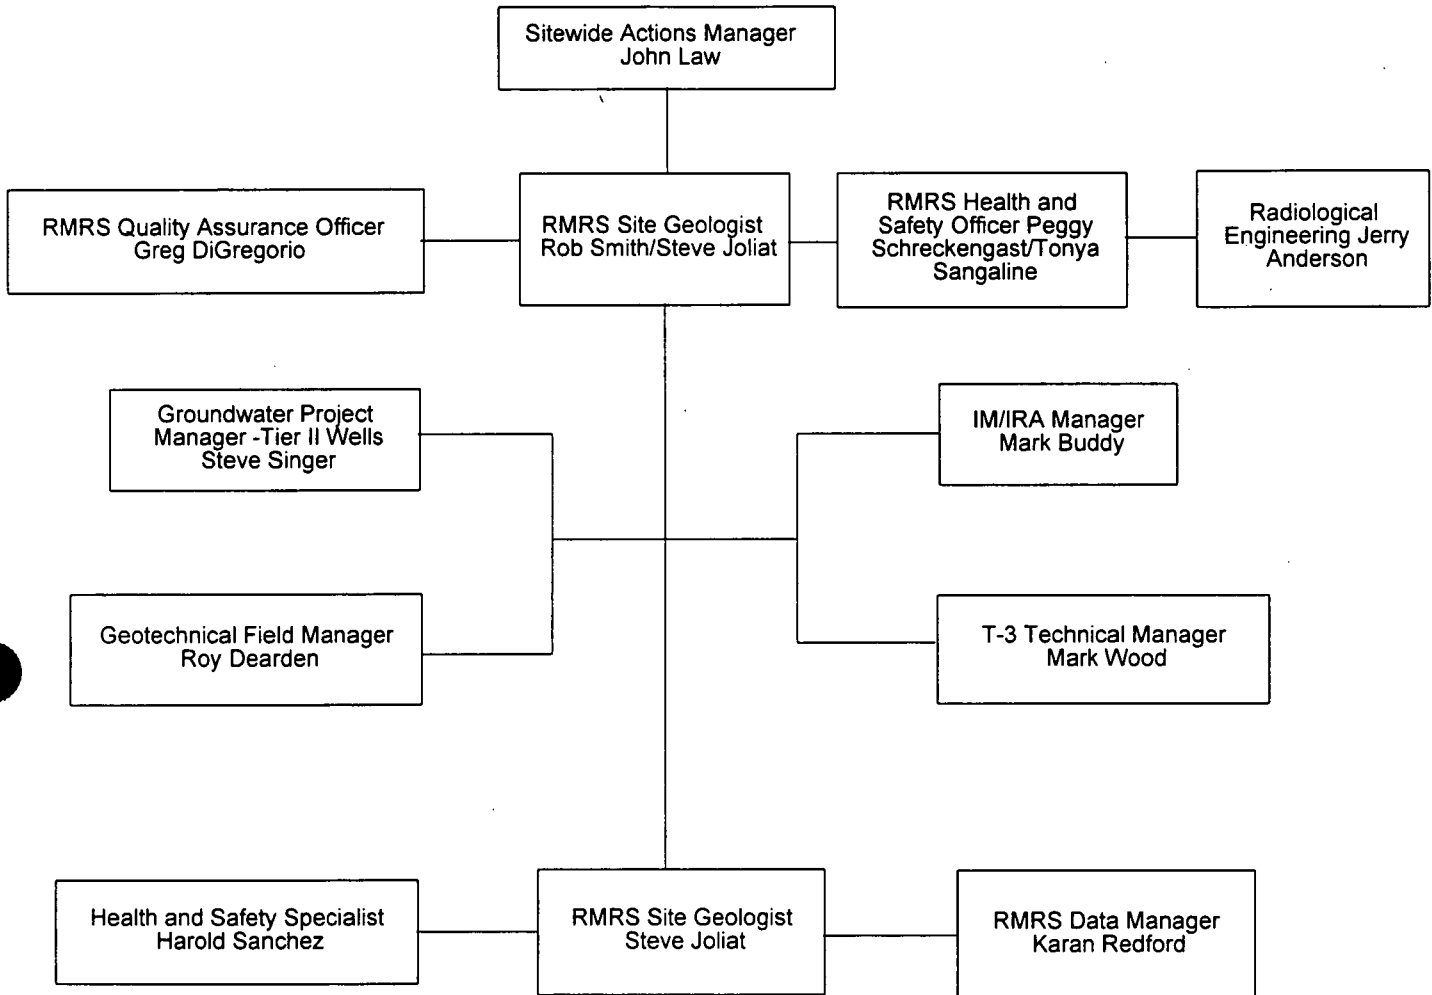 Sitewide Actions Manager
John Law
RMRS Quality Assurance Officer
Greg DiGregorio
RMRS Site Geologist
Rob Smith/Steve Joliat
RMRS Health and
Safety Officer Peggy
Schreckengast/Tonya
Sangaline
Radiological
Engineering Jerry
Anderson
Groundwater Project
Manager -Tier II Wells
Steve Singer
IM/IRA Manager
Mark Buddy
Geotechnical Field Manager
Roy Dearden
T-3 Technical Manager
Mark Wood
Health and Safety Specialist
Harold Sanchez
RMRS Site Geologist
Steve Joliat
RMRS Data Manager
Karan Redford